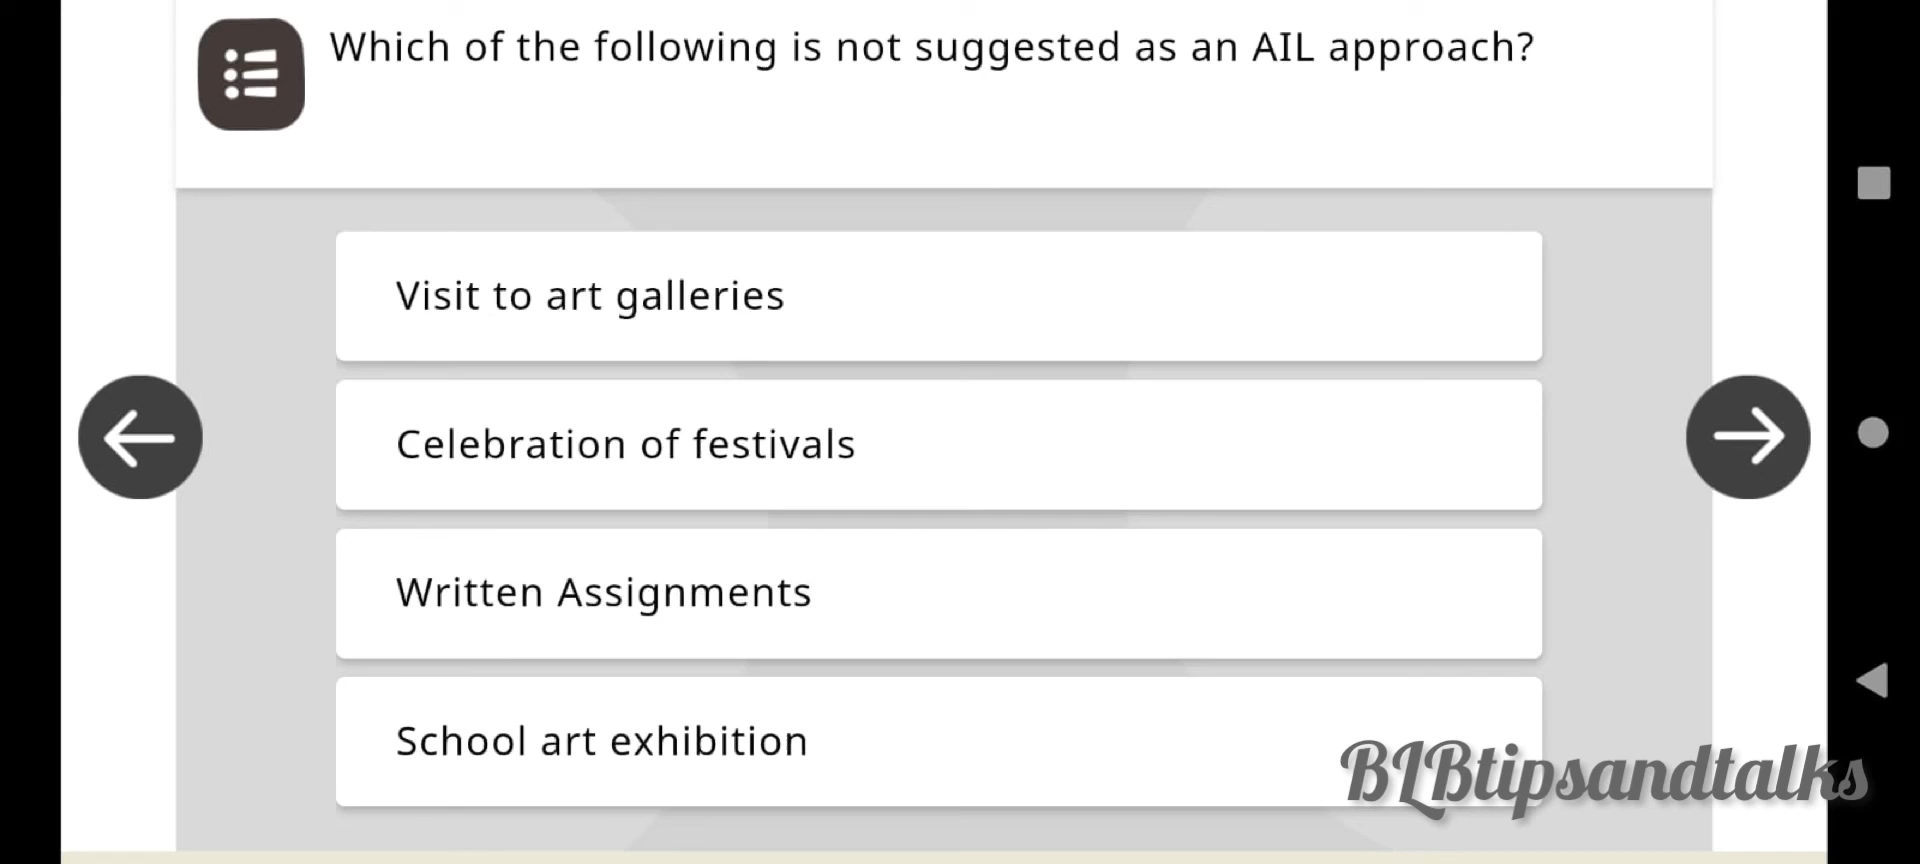 Which of the following is not suggested as an AIL approach?
Visit to art galleries
Celebration of festivals
Written Assignments
School art exhibition
BLBtipsandtalks